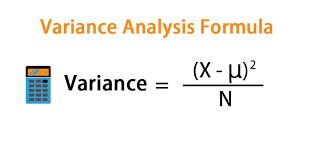 Variance Analysis Formula
Variance = (X - μ)²
N